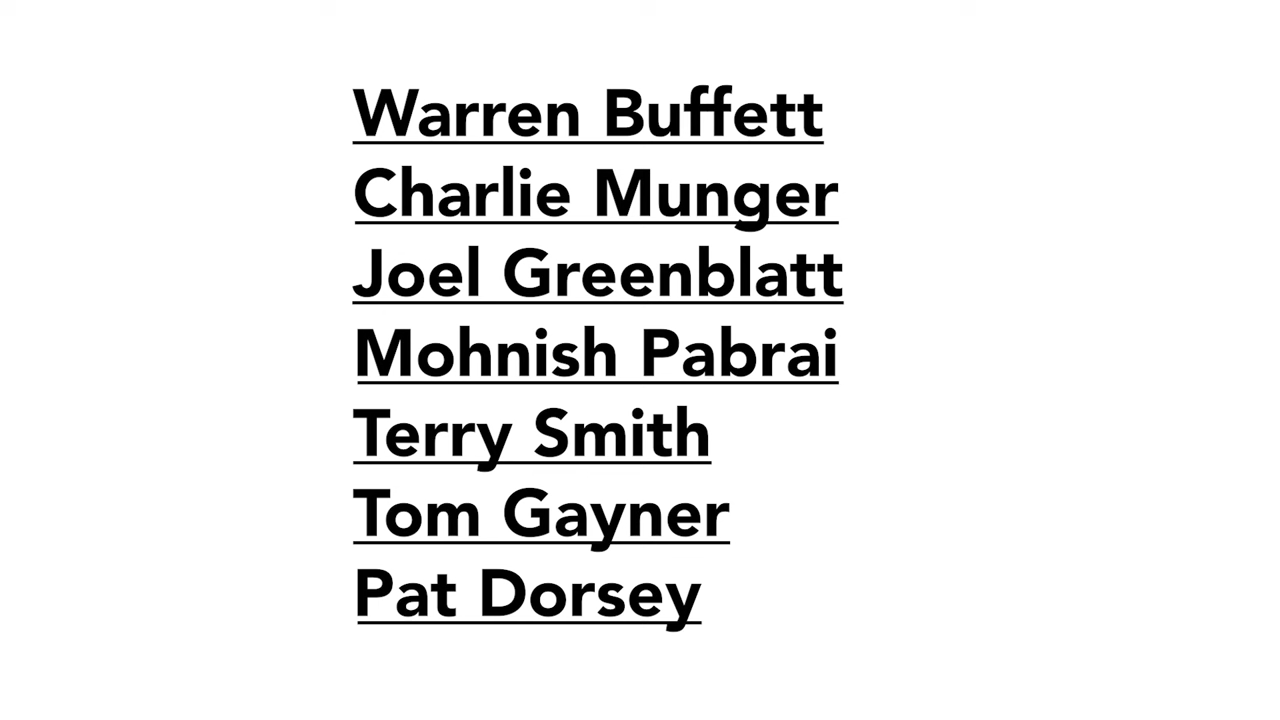 Warren Buffett
Charlie Munger
Joel Greenblatt
Mohnish Pabrai
Terry Smith
Tom Gayner
Pat Dorsey